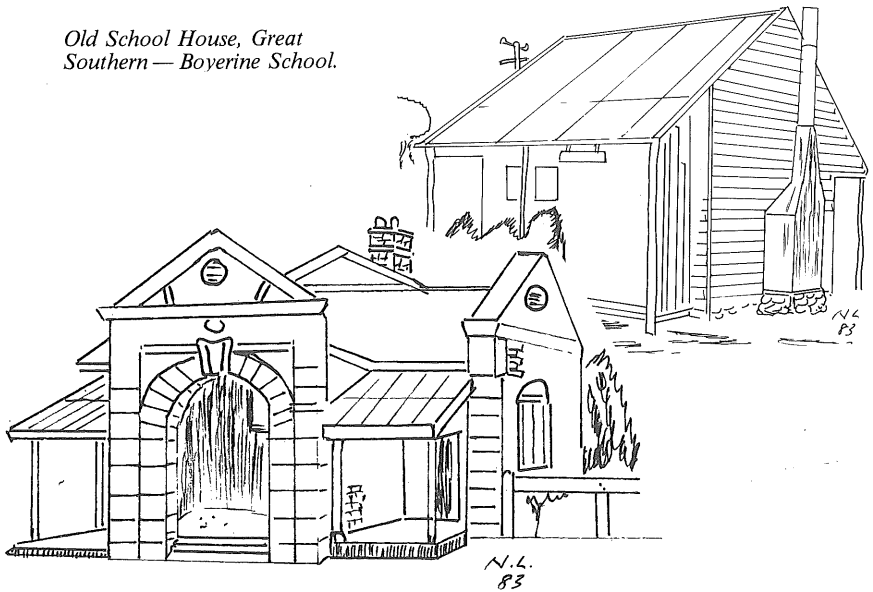 Old School House, Great
Southern — Boyerine School.
N.L.
83
N.L.
83